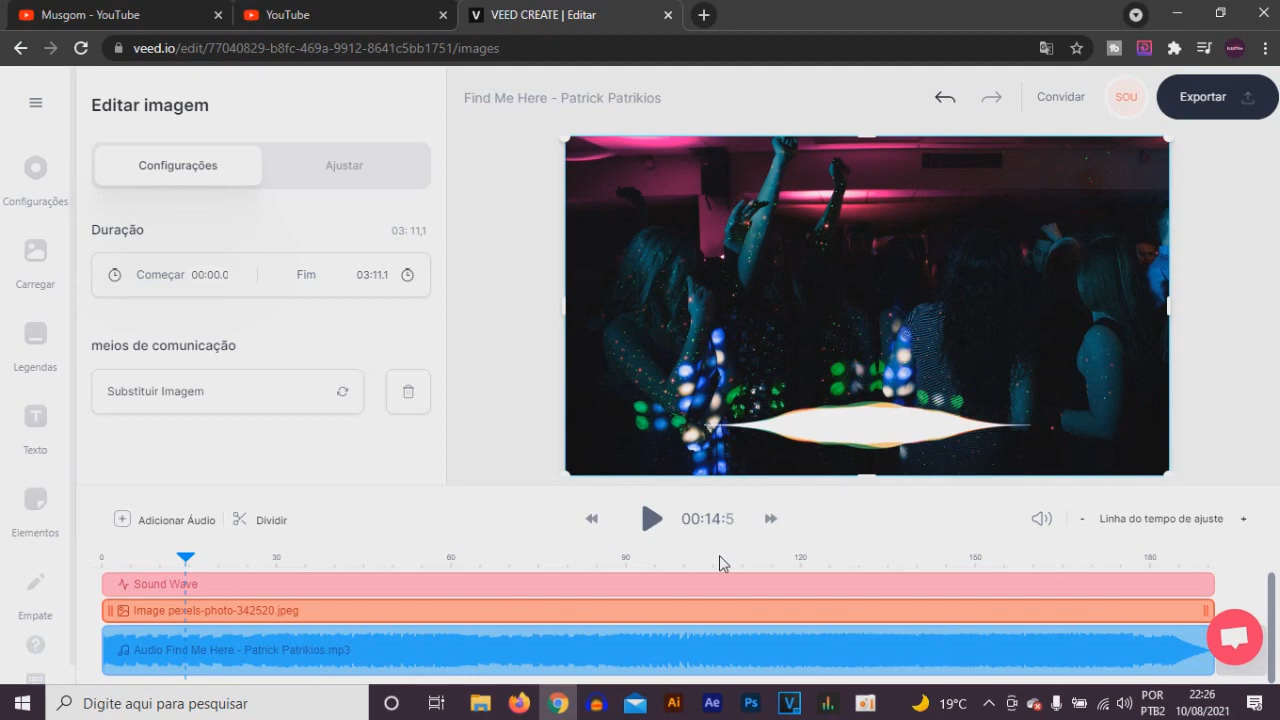 Musgom - YouTube
YouTube
VEED CREATE | Editar
veed.io/edit/77040829-b8fc-469a-9912-8641c5bb1751/images
Editar imagem
Find Me Here - Patrick Patrikios
Convidar
SOU
Exportar
Configurações
Ajustar
Configurações
Duração
03: 11,1
Começar
00:00.0
Fim
03:11.1
Carregar
meios de comunicação
Legendas
Substituir Imagem
Texto
Elementos
Adicionar Áudio
Dividir
00:14:5
-
Linha do tempo de ajuste
+
0
30
60
90
120
150
180
Sound Wave
Image pexels-photo-342520.jpeg
Empate
Audio Find Me Here - Patrick Patrikios.mp3
Digite aqui para pesquisar
19°C
POR
PTB2
22:26
10/08/2021